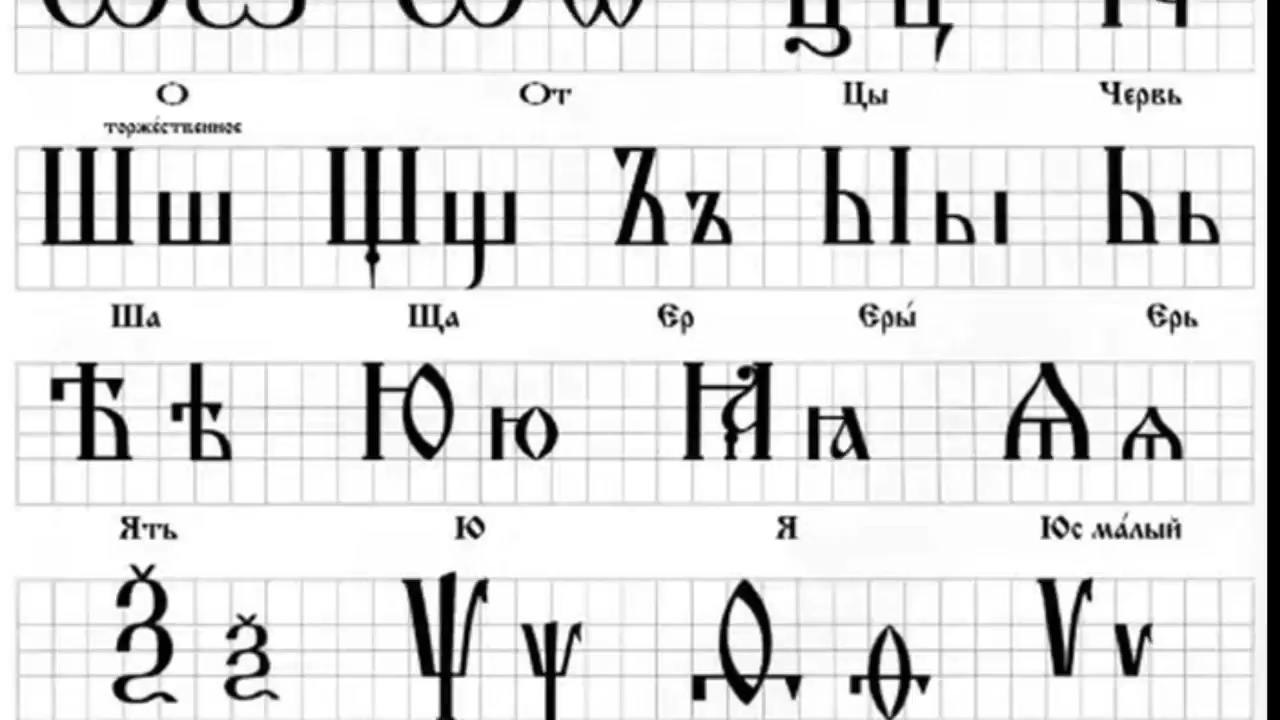 Ѡ ѡ Ѿ ѿ Ц ц Ч ч
О От Цы Червь
торже́ственное
Ш ш Щ щ Ъ ъ Ы ы Ь ь
Ша Ща Ер Еры́ Ерь
Ѣ ѣ Ю ю Ꙗ ꙗ Ѧ ѧ
Ять Ю Я Юс ма́лый
Ѯ ѯ Ѱ ѱ Ѳ ѳ Ѵ ѵ